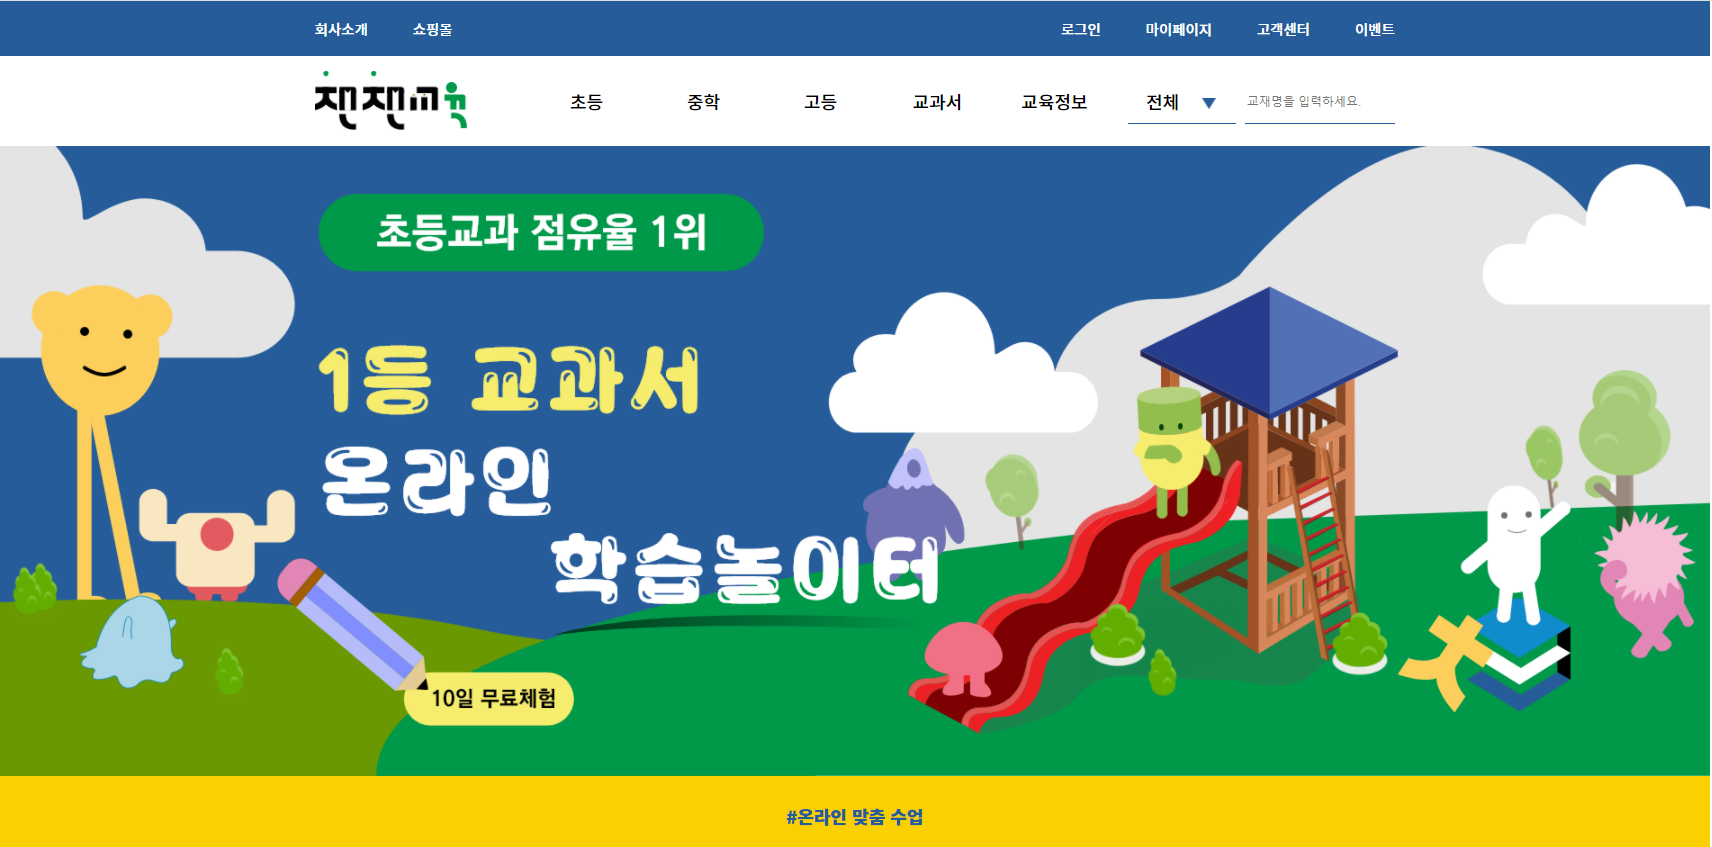 회사소개 쇼핑몰 로그인 마이페이지 고객센터 이벤트
잰잰교육 초등 중학 고등 교과서 교육정보 전체 교재명을 입력하세요.
초등교과 점유율 1위
1등 교과서
온라인
학습놀이터
10일 무료체험
#온라인 맞춤 수업